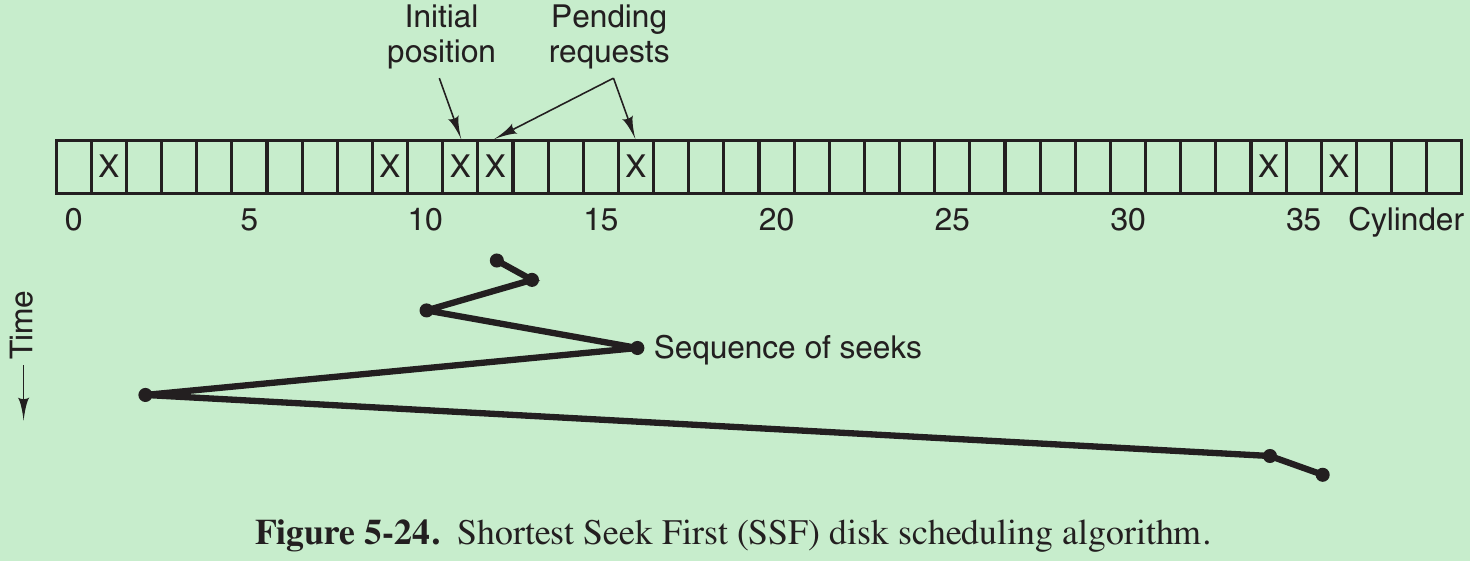 Initial position
Pending requests
X X X X X X X
0 5 10 15 20 25 30 35 Cylinder
Time
Sequence of seeks
Figure 5-24. Shortest Seek First (SSF) disk scheduling algorithm.